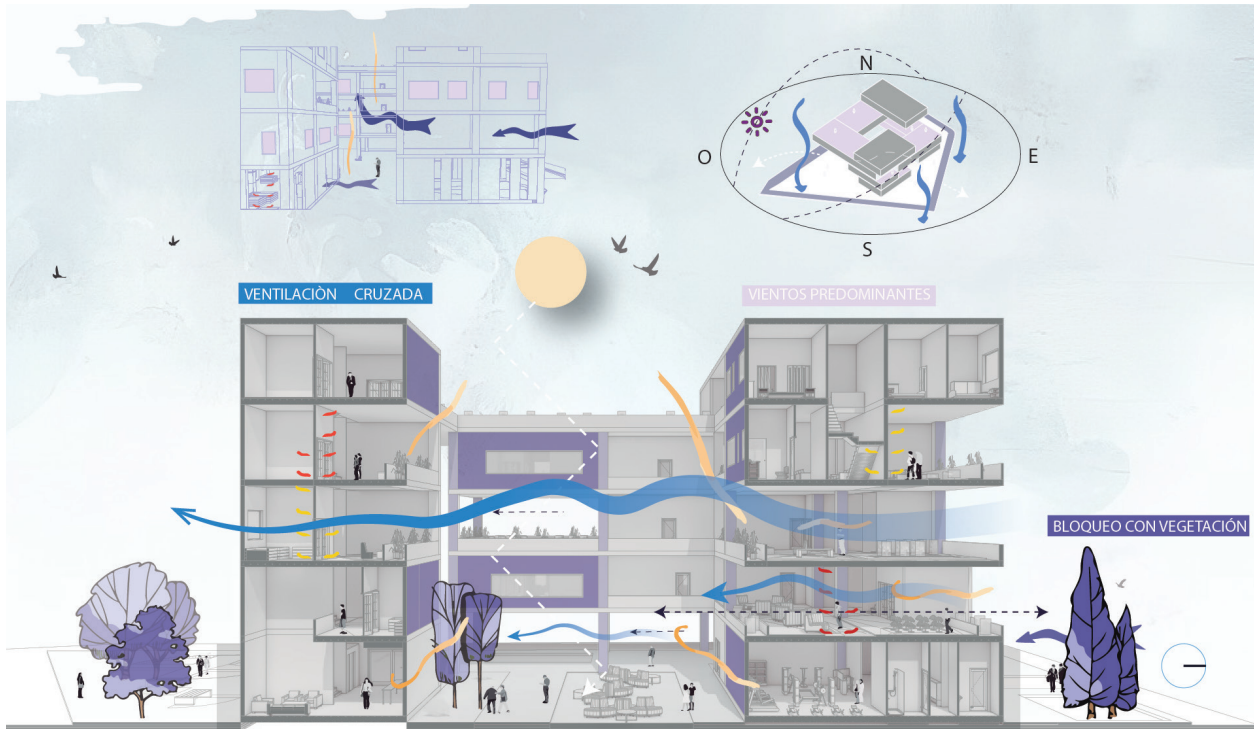 N
O
E
S
VENTILACIÒN CRUZADA
VIENTOS PREDOMINANTES
BLOQUEO CON VEGETACIÓN